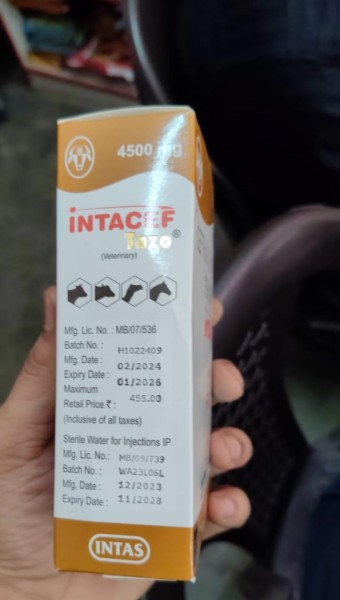 4500 mg
INTACEF
Tazo®
(Veterinary)
Mfg. Lic. No. : MB/07/536
Batch No. : H1022409
Mfg. Date : 02/2024
Expiry Date : 01/2026
Maximum
Retail Price ₹ : 455.00
(Inclusive of all taxes)
Sterile Water for Injections IP
Mfg. Lic. No.: MB/09/739
Batch No. : WA23L06L
Mfg. Date : 12/2023
Expiry Date : 11/2028
INTAS